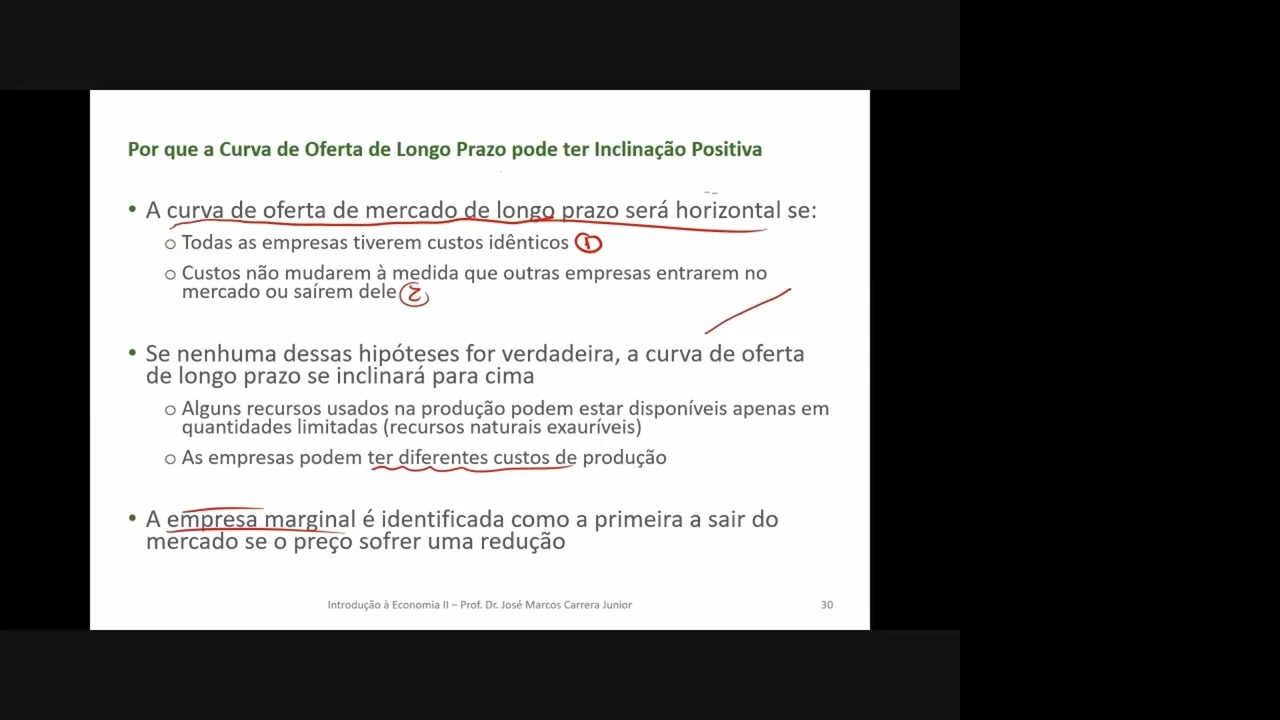 Por que a Curva de Oferta de Longo Prazo pode ter Inclinação Positiva
• A curva de oferta de mercado de longo prazo será horizontal se:
o Todas as empresas tiverem custos idênticos 1
o Custos não mudarem à medida que outras empresas entrarem no
mercado ou saírem dele 2
• Se nenhuma dessas hipóteses for verdadeira, a curva de oferta
de longo prazo se inclinará para cima
o Alguns recursos usados na produção podem estar disponíveis apenas em
quantidades limitadas (recursos naturais exauríveis)
o As empresas podem ter diferentes custos de produção
• A empresa marginal é identificada como a primeira a sair do
mercado se o preço sofrer uma redução
Introdução à Economia II – Prof. Dr. José Marcos Carrera Junior
30